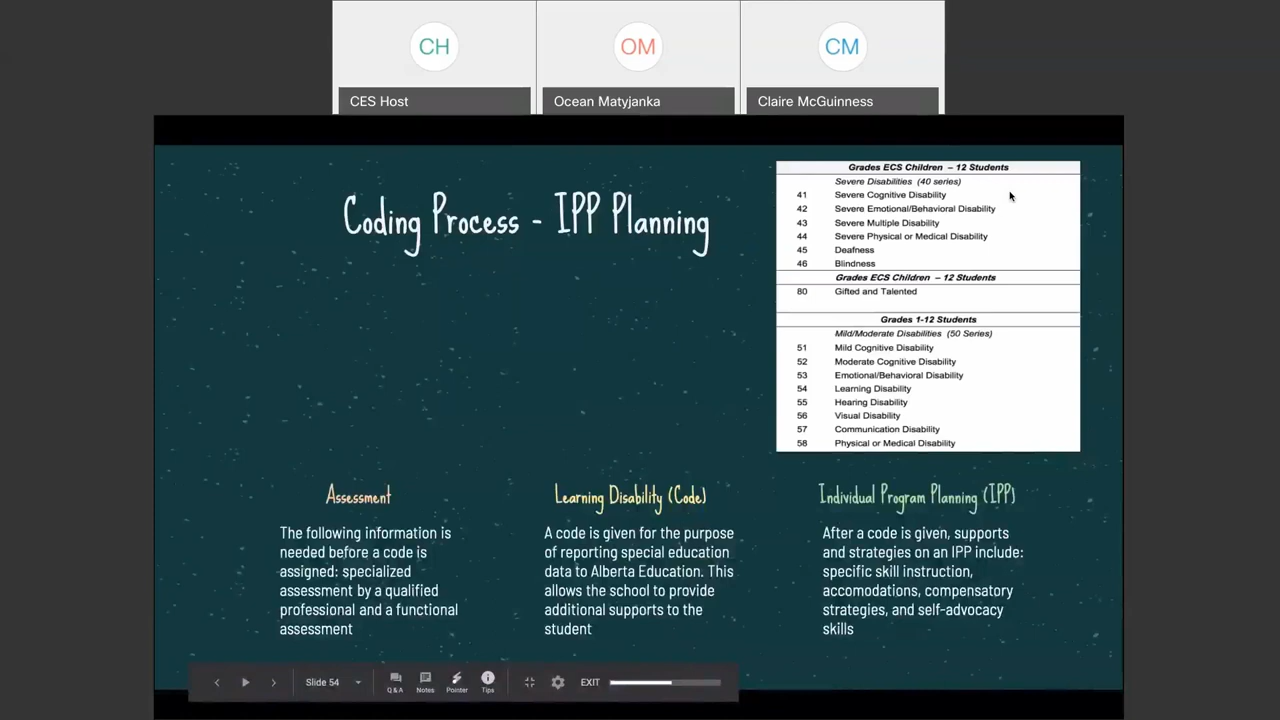 CH
OM
CM
CES Host
Ocean Matyjanka
Claire McGuinness
Coding Process - IPP Planning
Grades ECS Children – 12 Students
Severe Disabilities (40 series)
41 Severe Cognitive Disability
42 Severe Emotional/Behavioral Disability
43 Severe Multiple Disability
44 Severe Physical or Medical Disability
45 Deafness
46 Blindness
Grades ECS Children – 12 Students
80 Gifted and Talented
Grades 1-12 Students
Mild/Moderate Disabilities (50 Series)
51 Mild Cognitive Disability
52 Moderate Cognitive Disability
53 Emotional/Behavioral Disability
54 Learning Disability
55 Hearing Disability
56 Visual Disability
57 Communication Disability
58 Physical or Medical Disability
Assessment
The following information is
needed before a code is
assigned: specialized
assessment by a qualified
professional and a functional
assessment
Learning Disability (Code)
A code is given for the purpose
of reporting special education
data to Alberta Education. This
allows the school to provide
additional supports to the
student
Individual Program Planning (IPP)
After a code is given, supports
and strategies on an IPP include:
specific skill instruction,
accomodations, compensatory
strategies, and self-advocacy
skills
Slide 54
Q & A
Notes
Pointer
Tips
EXIT